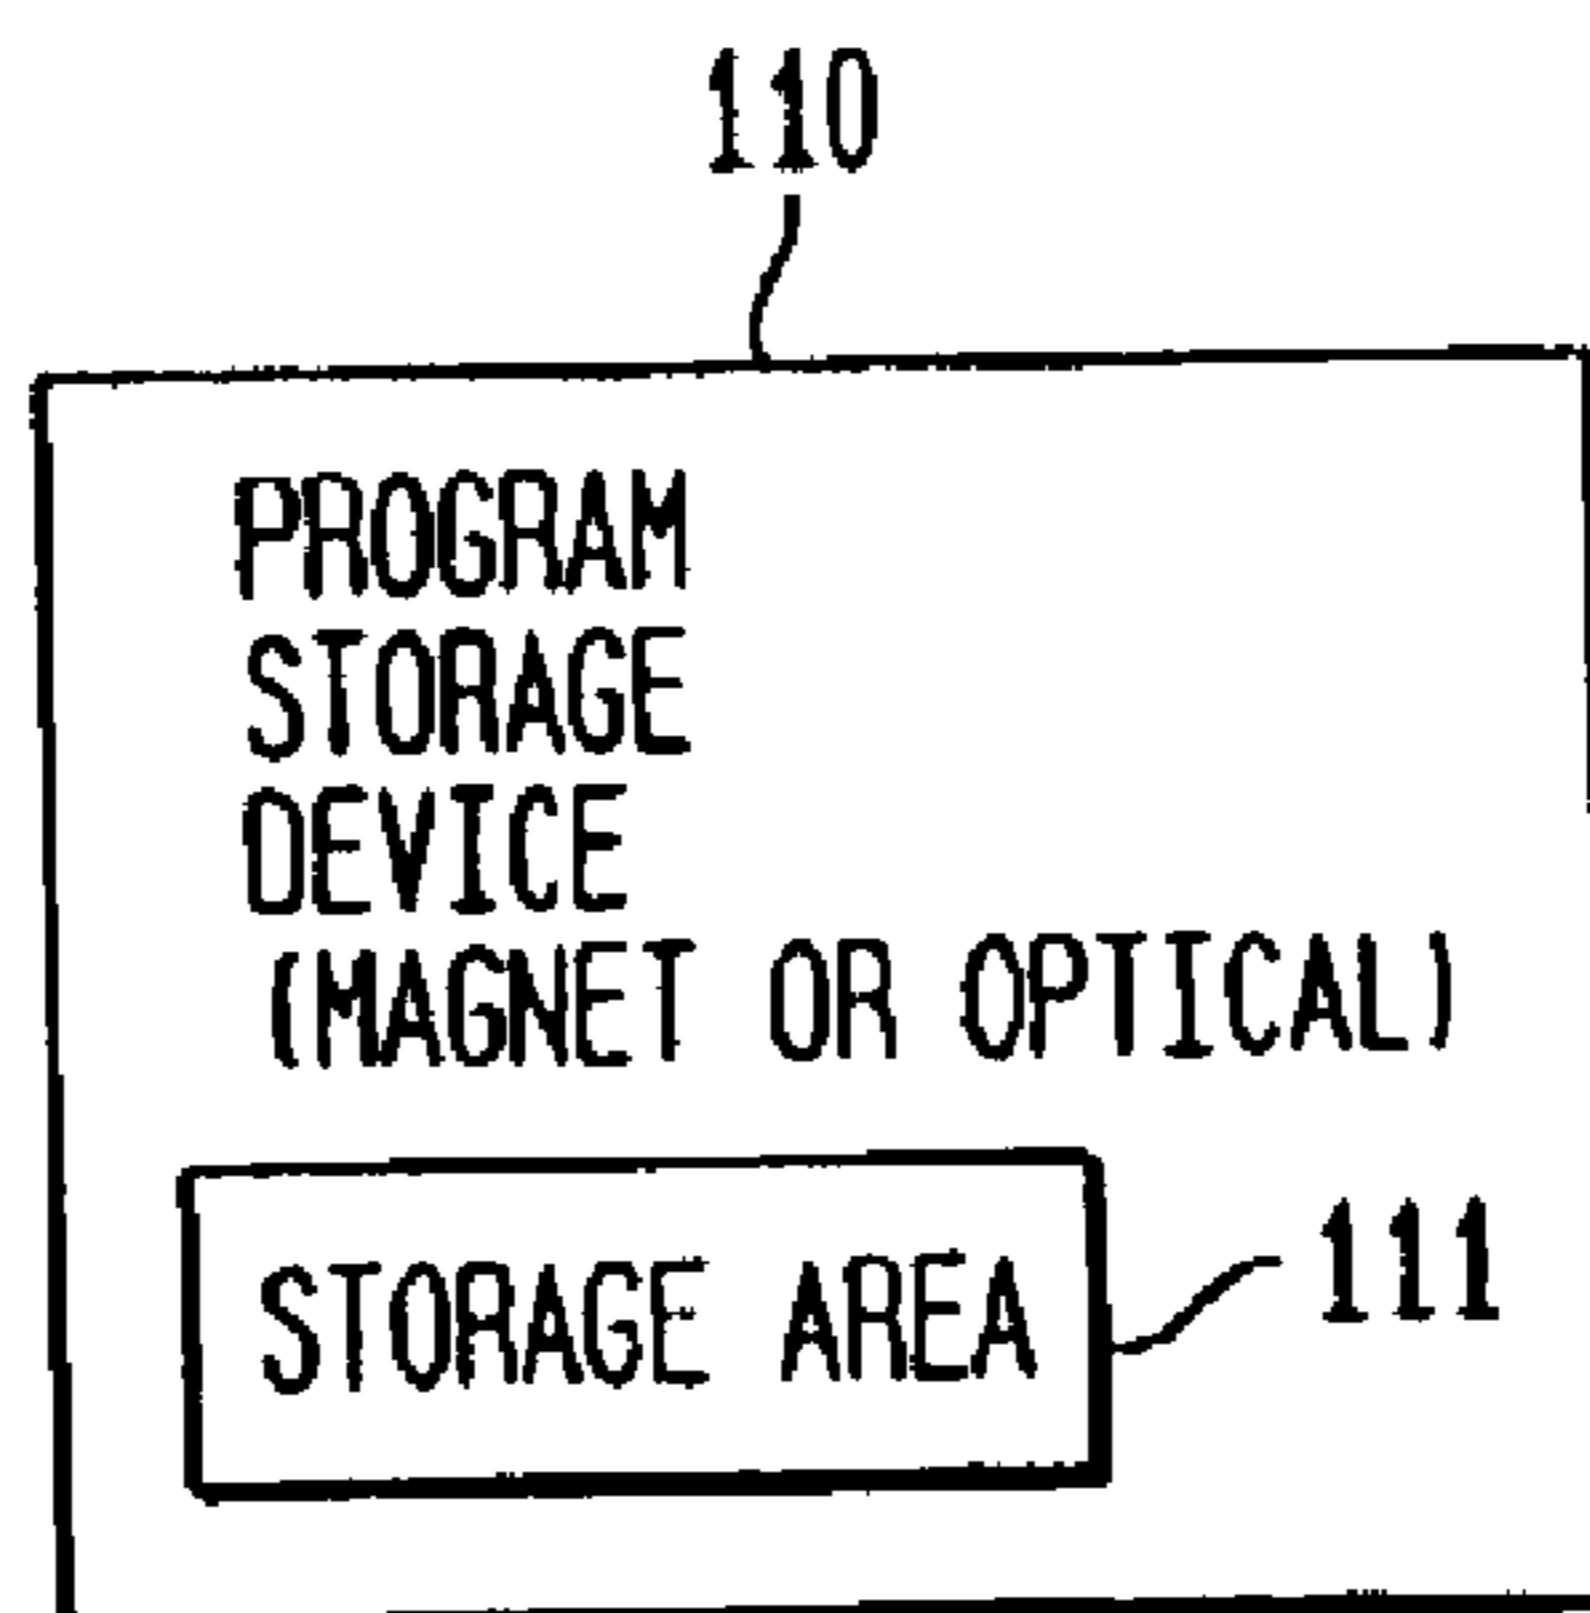 110
PROGRAM
STORAGE
DEVICE
(MAGNET OR OPTICAL)
STORAGE AREA
111